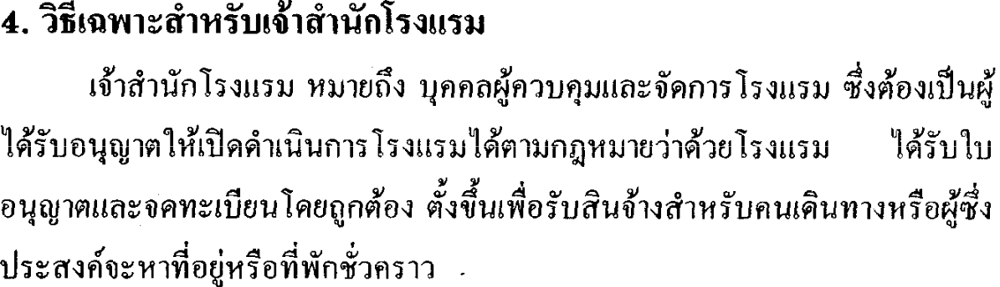 4. วิธีเฉพาะสำหรับเจ้าสำนักโรงแรม
เจ้าสำนักโรงแรม หมายถึง บุคคลผู้ควบคุมและจัดการโรงแรม ซึ่งต้องเป็นผู้
ได้รับอนุญาตให้เปิดดำเนินการโรงแรมได้ตามกฎหมายว่าด้วยโรงแรม ได้รับใบ
อนุญาตและจดทะเบียนโดยถูกต้อง ตั้งขึ้นเพื่อรับสินจ้างสำหรับคนเดินทางหรือผู้ซึ่ง
ประสงค์จะหาที่อยู่หรือที่พักชั่วคราว